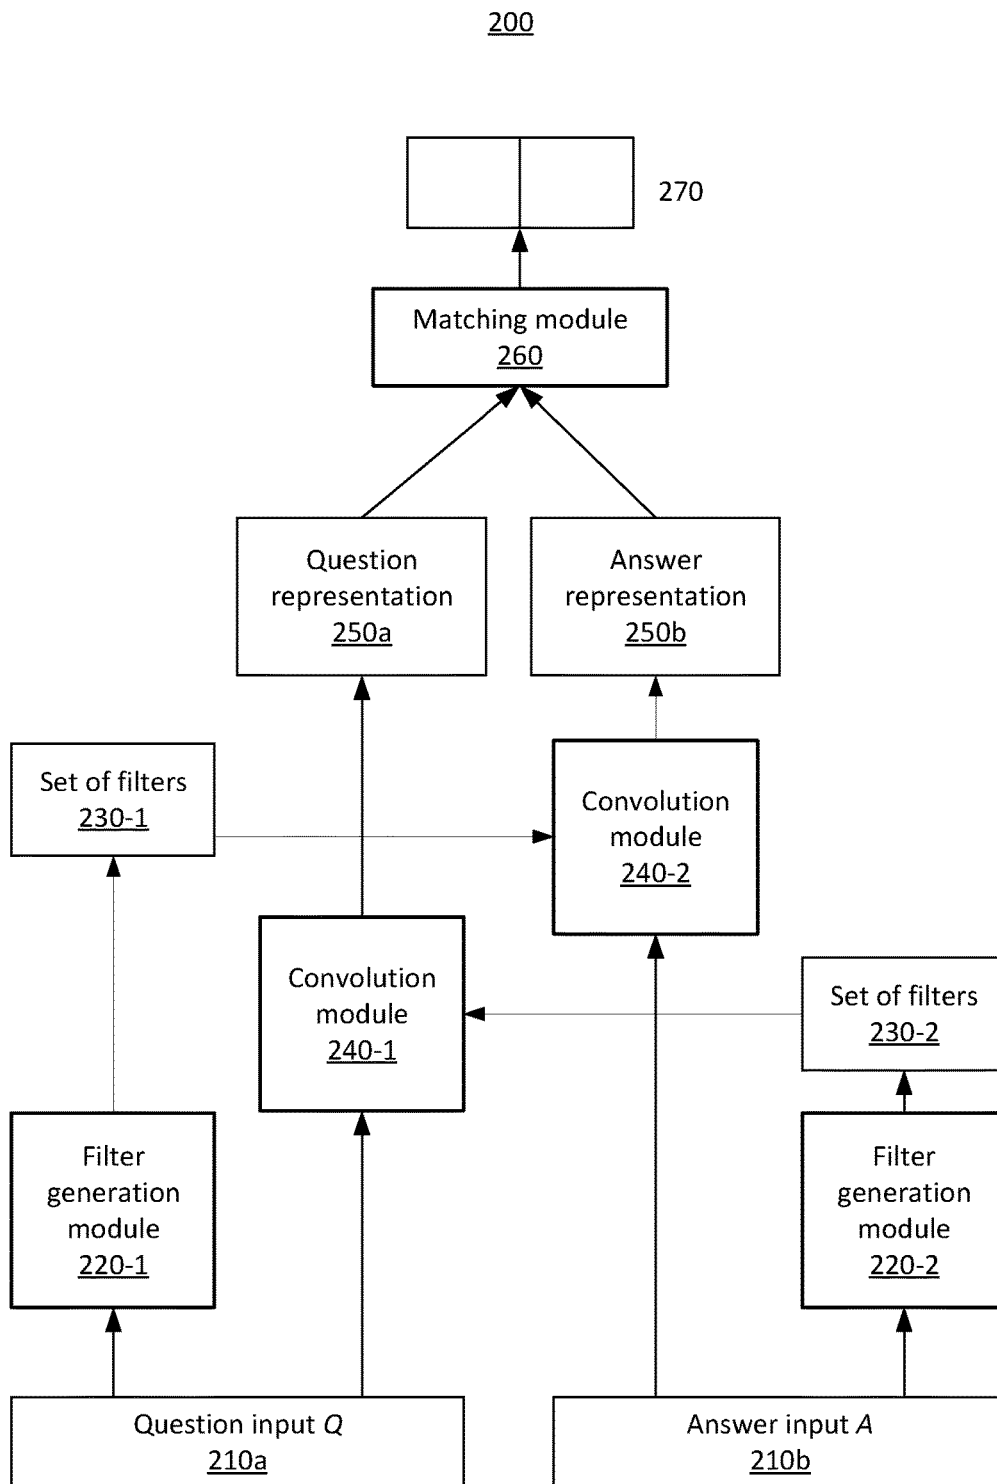 200
270
Matching module
260
Question
representation
250a
Answer
representation
250b
Set of filters
230-1
Convolution
module
240-2
Convolution
module
240-1
Set of filters
230-2
Filter
generation
module
220-1
Filter
generation
module
220-2
Question input Q
210a
Answer input A
210b